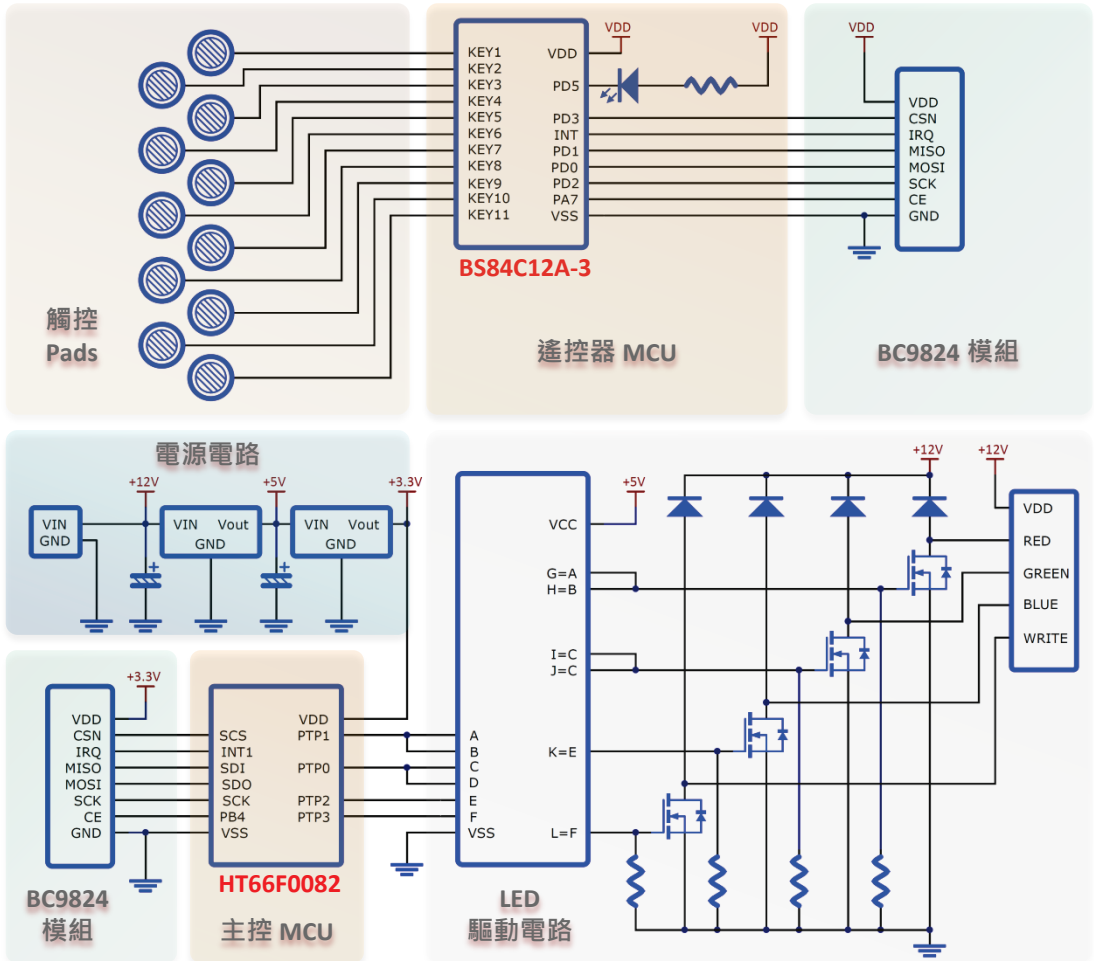 KEY1
KEY2
KEY3
KEY4
KEY5
KEY6
KEY7
KEY8
KEY9
KEY10
KEY11
VDD
PD5
PD3
INT
PD1
PD0
PD2
PA7
VSS
VDD
VDD
VDD
VDD
CSN
IRQ
MISO
MOSI
SCK
CE
GND
BS84C12A-3
觸控
Pads
遙控器 MCU
BC9824 模組
電源電路
+12V
+5V
+3.3V
VIN
GND
VIN Vout
GND
VIN Vout
GND
+3.3V
VDD
CSN
IRQ
MISO
MOSI
SCK
CE
GND
BC9824
模組
SCS
INT1
SDI
SDO
SCK
PB4
VSS
VDD
PTP1
PTP0
PTP2
PTP3
HT66F0082
主控 MCU
A
B
C
D
E
F
VSS
VCC
G=A
H=B
I=C
J=C
K=E
L=F
LED
驅動電路
+5V
+12V
+12V
VDD
RED
GREEN
BLUE
WRITE